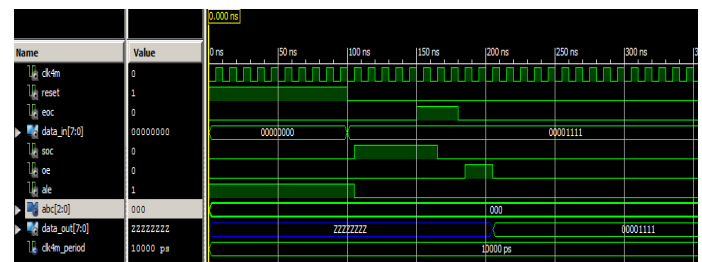 0.000 ns
Name Value
0 ns 50 ns 100 ns 150 ns 200 ns 250 ns 300 ns
clk4m 0
reset 1
eoc 0
data_in[7:0] 00000000 00000000 00001111
soc 0
oe 0
ale 1
abc[2:0] 000 000
data_out[7:0] ZZZZZZZZ ZZZZZZZZ 00001111
clk4m_period 10000 ps 10000 ps